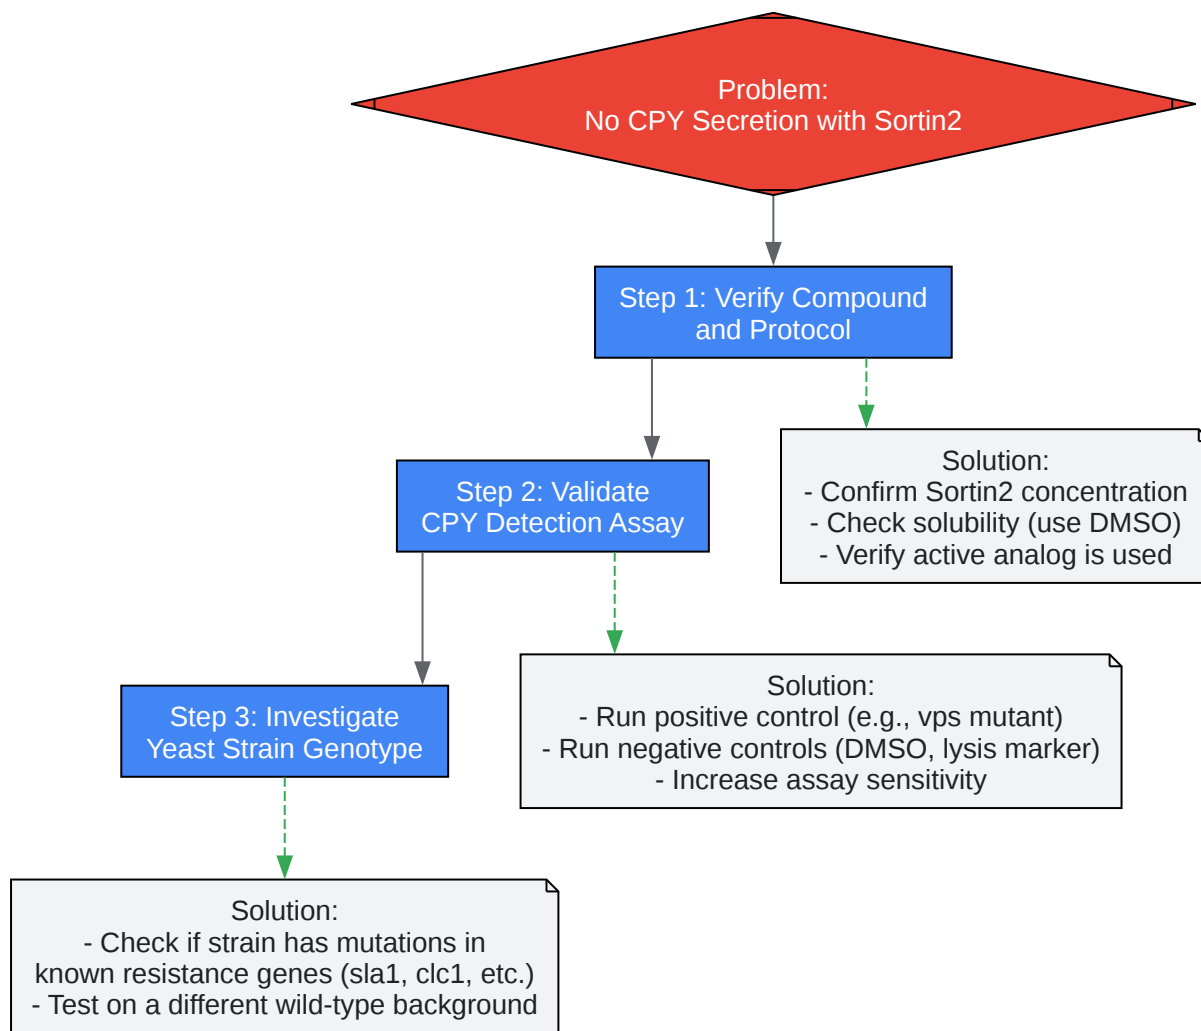 Problem:
No CPY Secretion with Sortin2
Step 1: Verify Compound
and Protocol
Solution:
- Confirm Sortin2 concentration
- Check solubility (use DMSO)
- Verify active analog is used
Step 2: Validate
CPY Detection Assay
Solution:
- Run positive control (e.g., vps mutant)
- Run negative controls (DMSO, lysis marker)
- Increase assay sensitivity
Step 3: Investigate
Yeast Strain Genotype
Solution:
- Check if strain has mutations in
known resistance genes (sla1, clc1, etc.)
- Test on a different wild-type background